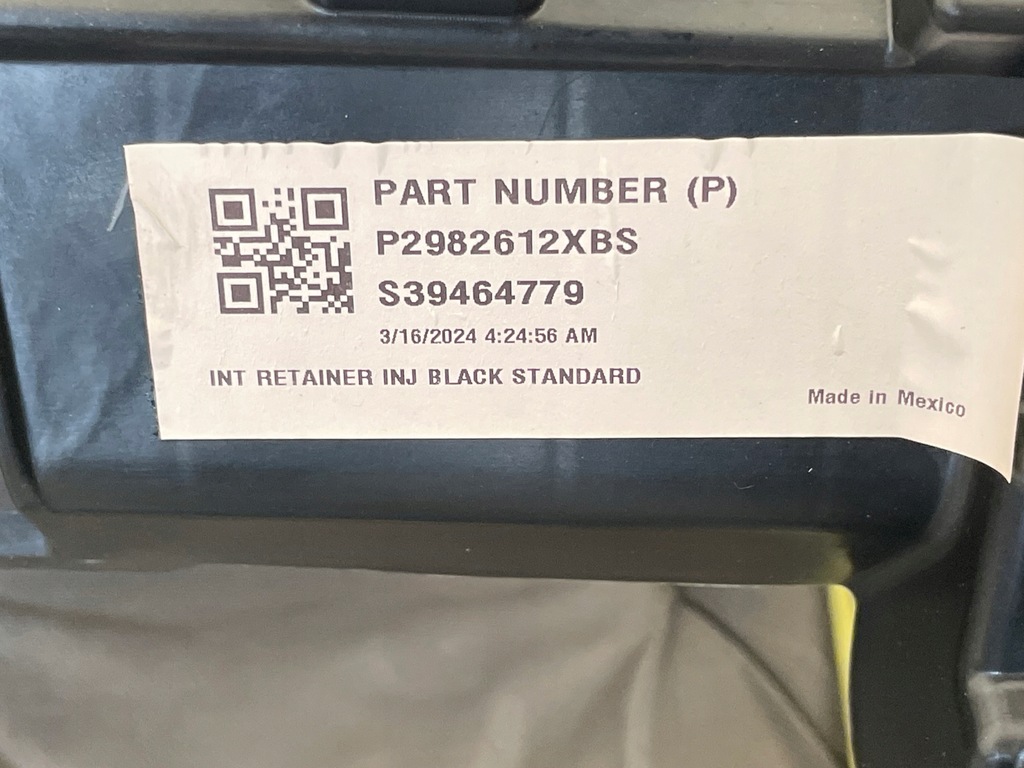 PART NUMBER (P)
P2982612XBS
S39464779
3/16/2024 4:24:56 AM
INT RETAINER INJ BLACK STANDARD
Made in Mexico